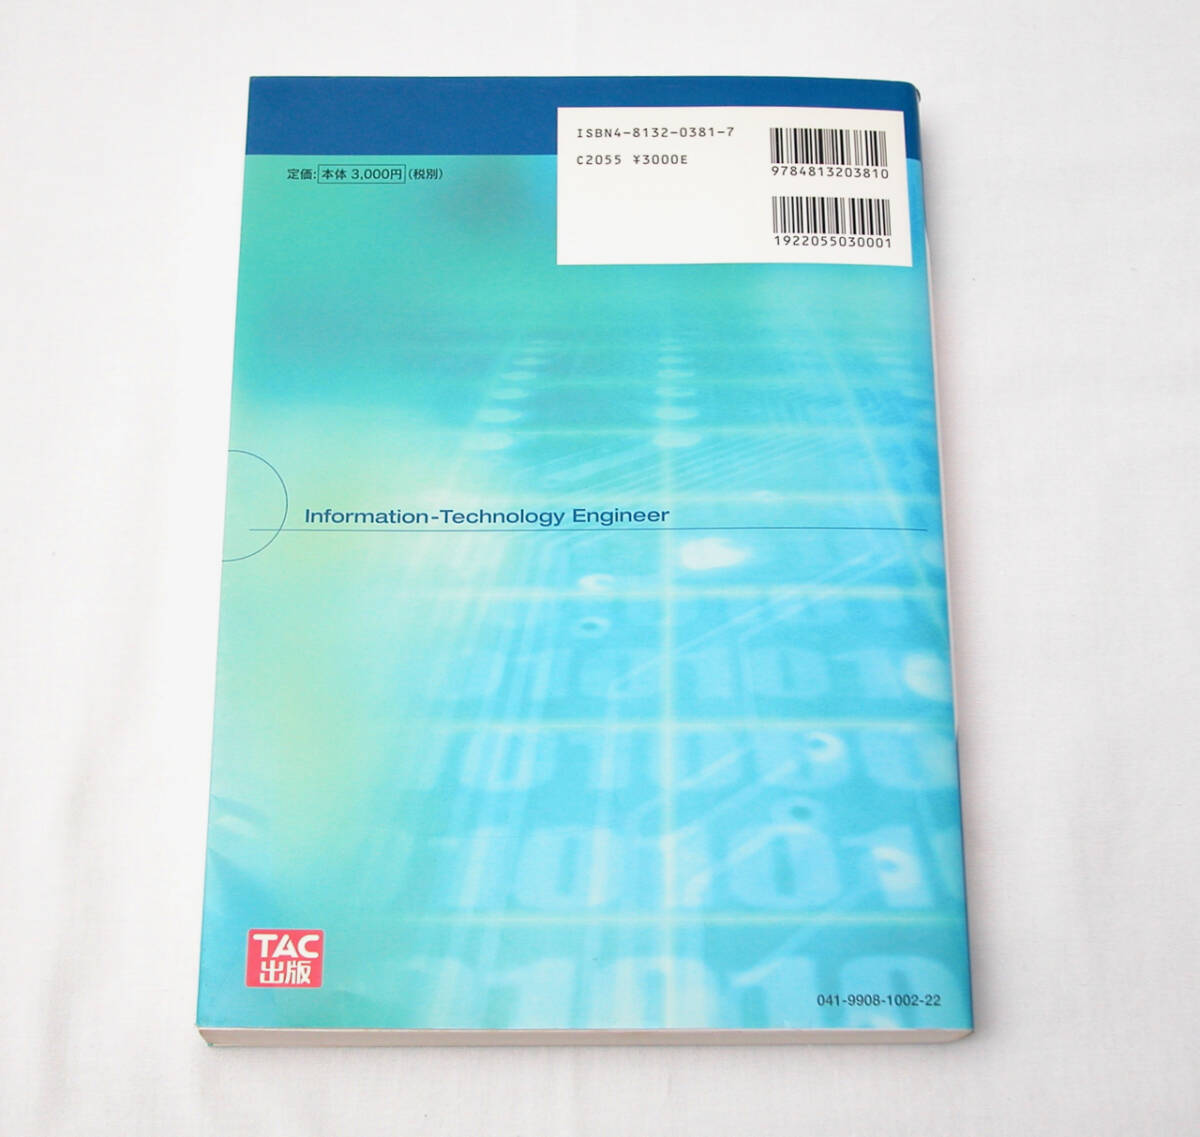 ISBN4-8132-0381-7
C2055 ¥3000E
9784813203810
1922055030001
定価: 本体 3,000円 (税別)
Information-Technology Engineer
TAC
出版
041-9908-1002-22